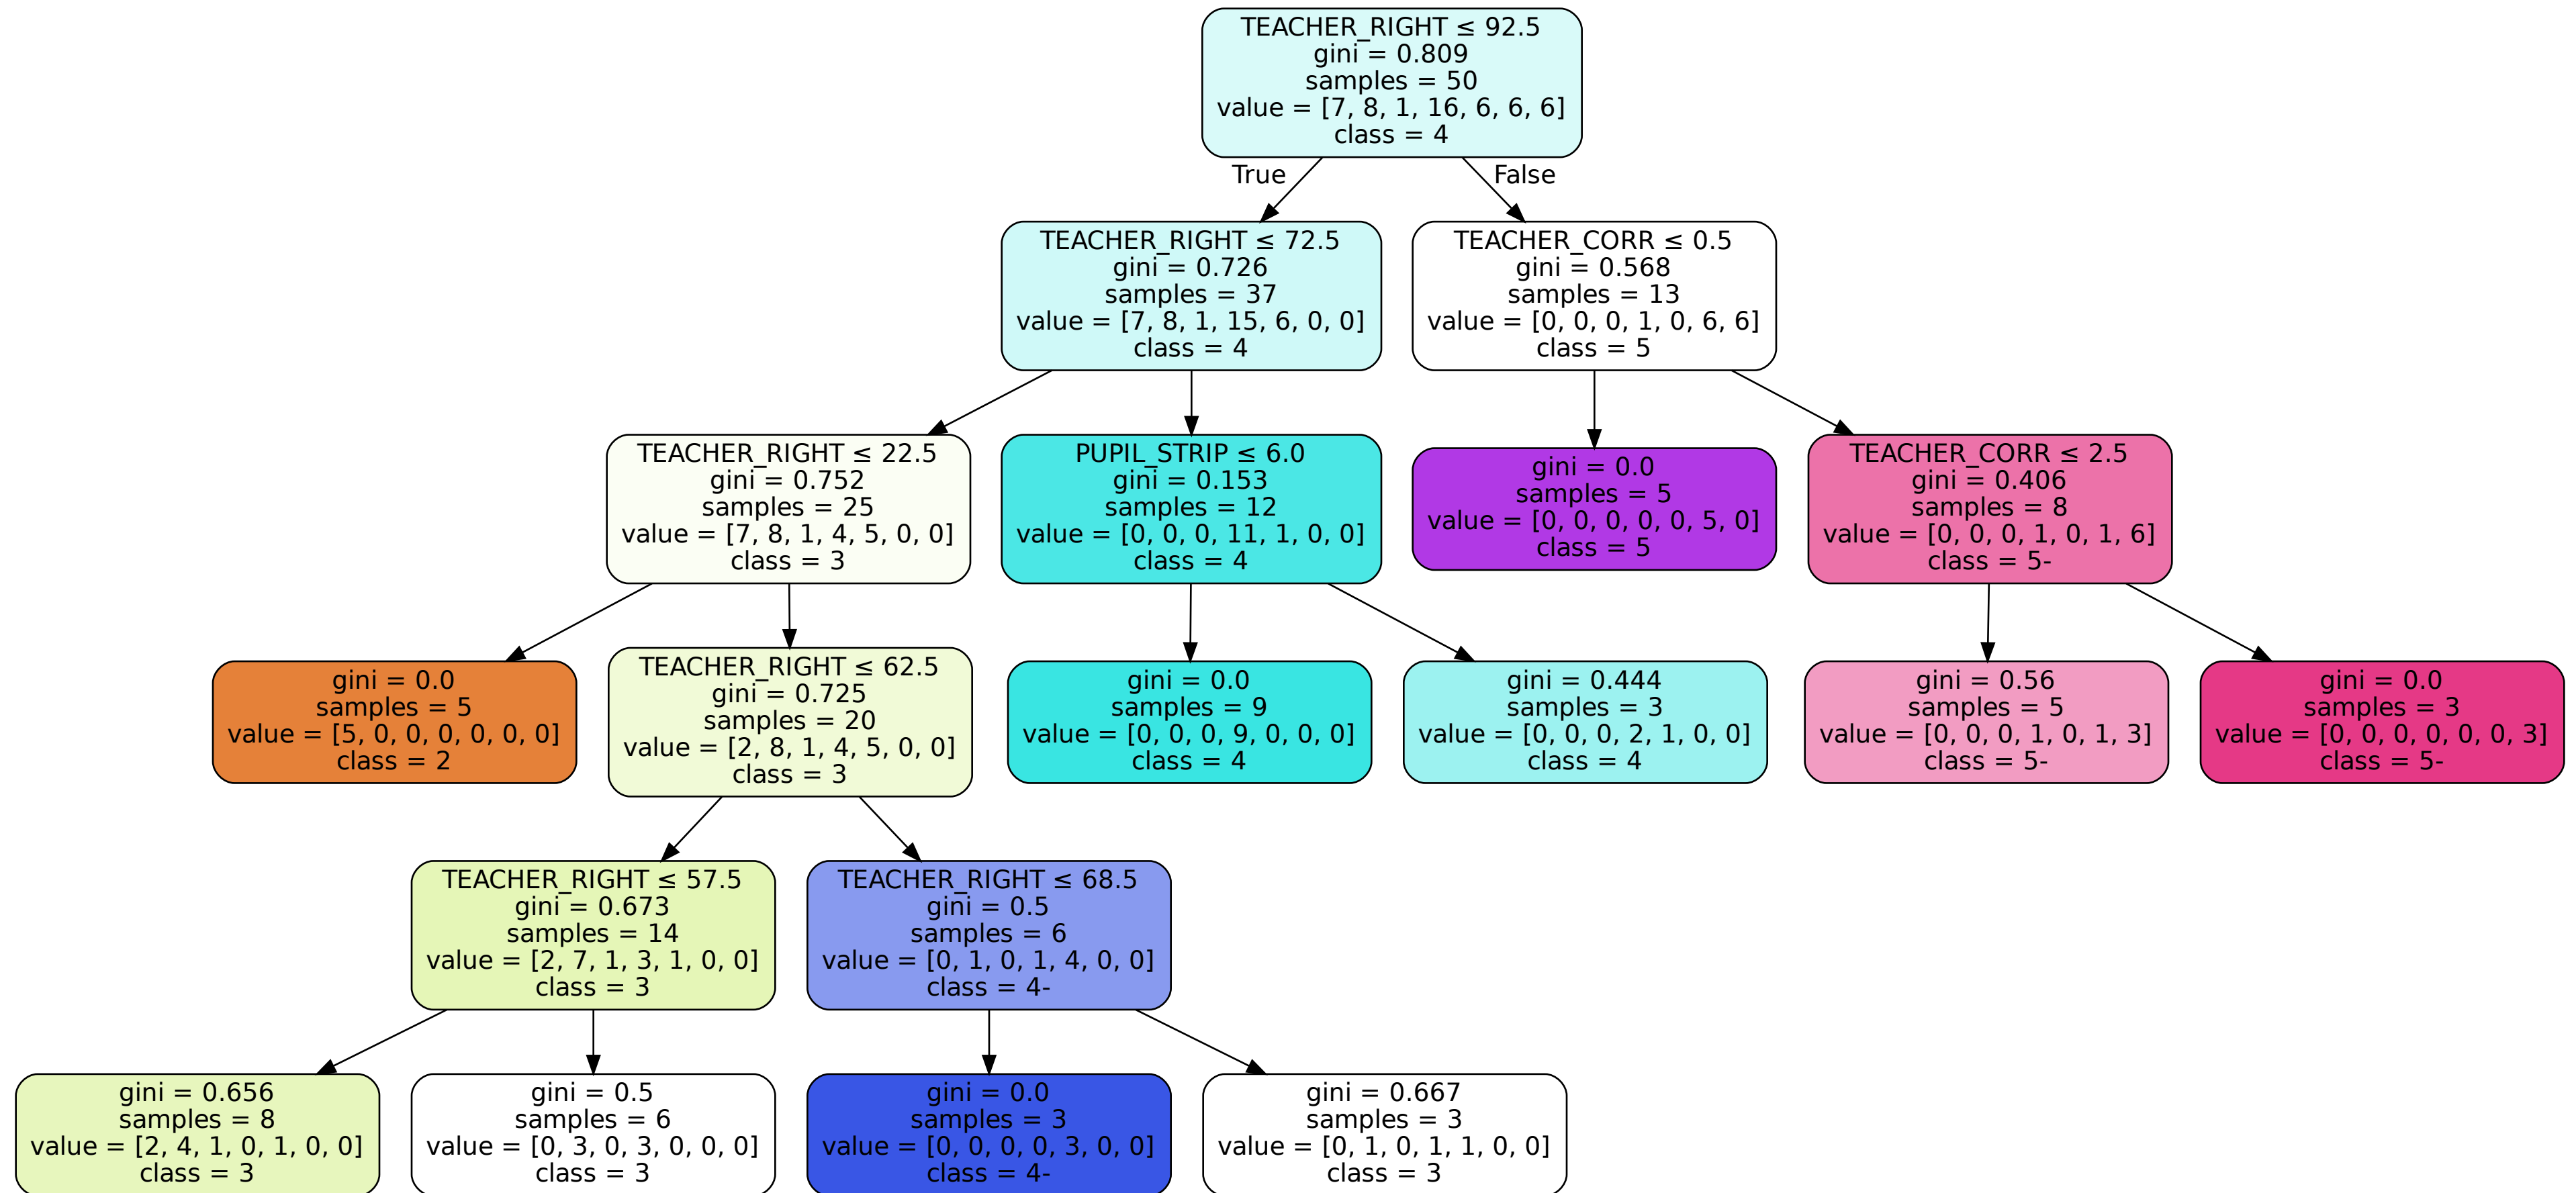 TEACHER_RIGHT ≤ 92.5
gini = 0.809
samples = 50
value = [7, 8, 1, 16, 6, 6, 6]
class = 4
True
False
TEACHER_RIGHT ≤ 72.5
gini = 0.726
samples = 37
value = [7, 8, 1, 15, 6, 0, 0]
class = 4
TEACHER_CORR ≤ 0.5
gini = 0.568
samples = 13
value = [0, 0, 0, 1, 0, 6, 6]
class = 5
TEACHER_RIGHT ≤ 22.5
gini = 0.752
samples = 25
value = [7, 8, 1, 4, 5, 0, 0]
class = 3
PUPIL_STRIP ≤ 6.0
gini = 0.153
samples = 12
value = [0, 0, 0, 11, 1, 0, 0]
class = 4
gini = 0.0
samples = 5
value = [0, 0, 0, 0, 0, 5, 0]
class = 5
TEACHER_CORR ≤ 2.5
gini = 0.406
samples = 8
value = [0, 0, 0, 1, 0, 1, 6]
class = 5-
gini = 0.0
samples = 5
value = [5, 0, 0, 0, 0, 0, 0]
class = 2
TEACHER_RIGHT ≤ 62.5
gini = 0.725
samples = 20
value = [2, 8, 1, 4, 5, 0, 0]
class = 3
gini = 0.0
samples = 9
value = [0, 0, 0, 9, 0, 0, 0]
class = 4
gini = 0.444
samples = 3
value = [0, 0, 0, 2, 1, 0, 0]
class = 4
gini = 0.56
samples = 5
value = [0, 0, 0, 1, 0, 1, 3]
class = 5-
gini = 0.0
samples = 3
value = [0, 0, 0, 0, 0, 0, 3]
class = 5-
TEACHER_RIGHT ≤ 57.5
gini = 0.673
samples = 14
value = [2, 7, 1, 3, 1, 0, 0]
class = 3
TEACHER_RIGHT ≤ 68.5
gini = 0.5
samples = 6
value = [0, 1, 0, 1, 4, 0, 0]
class = 4-
gini = 0.656
samples = 8
value = [2, 4, 1, 0, 1, 0, 0]
class = 3
gini = 0.5
samples = 6
value = [0, 3, 0, 3, 0, 0, 0]
class = 3
gini = 0.0
samples = 3
value = [0, 0, 0, 0, 3, 0, 0]
class = 4-
gini = 0.667
samples = 3
value = [0, 1, 0, 1, 1, 0, 0]
class = 3